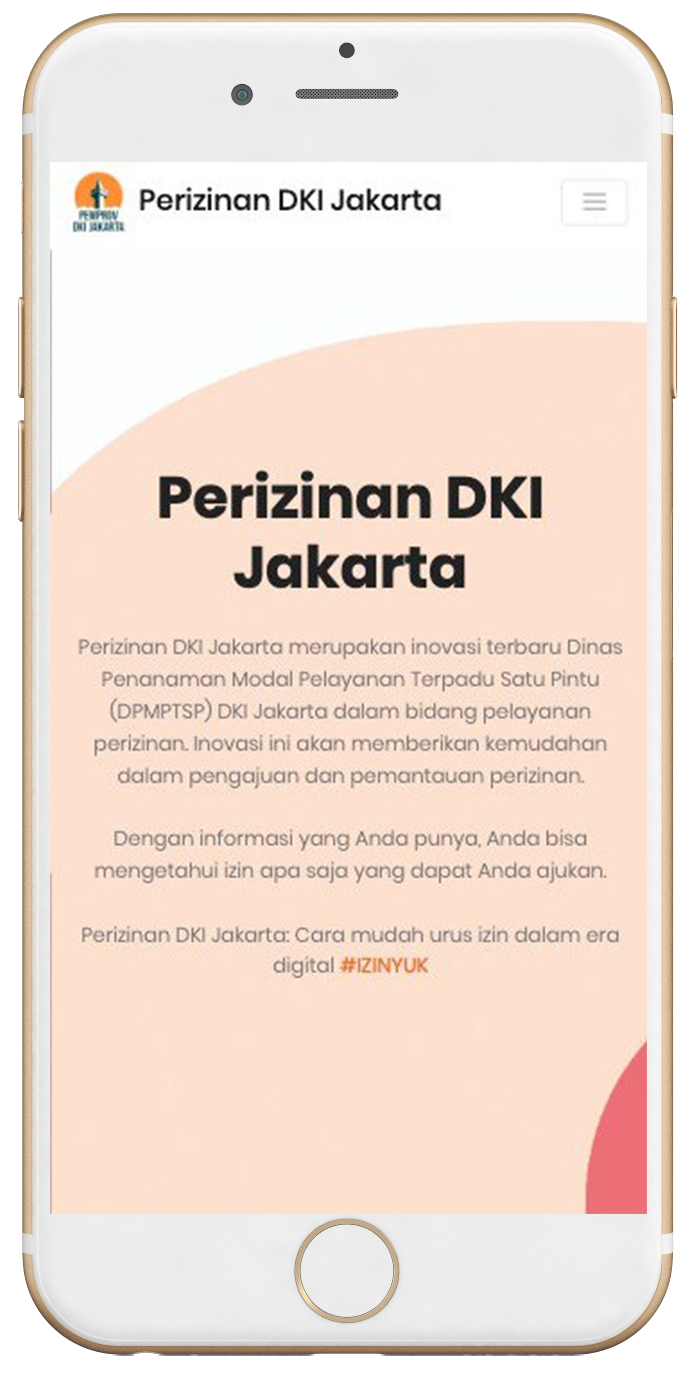 PEMPROV
DKI JAKARTA
Perizinan DKI Jakarta
Perizinan DKI
Jakarta
Perizinan DKI Jakarta merupakan inovasi terbaru Dinas
Penanaman Modal Pelayanan Terpadu Satu Pintu
(DPMPTSP) DKI Jakarta dalam bidang pelayanan
perizinan. Inovasi ini akan memberikan kemudahan
dalam pengajuan dan pemantauan perizinan.
Dengan informasi yang Anda punya, Anda bisa
mengetahui izin apa saja yang dapat Anda ajukan.
Perizinan DKI Jakarta: Cara mudah urus izin dalam era
digital #IZINYUK